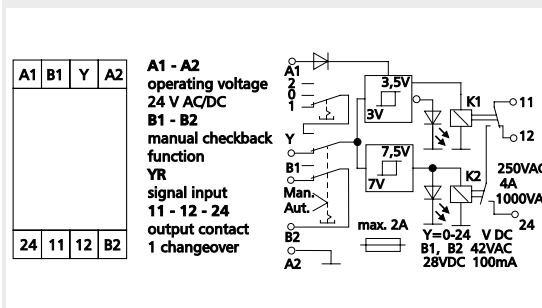 A1 B1 Y A2
24 11 12 B2
A1 - A2
operating voltage
24 V AC/DC
B1 - B2
manual checkback
function
YR
signal input
11 - 12 - 24
output contact
1 changeover
A1
2
0
1
Y
B1
Man.
Aut.
B2
A2
3,5V
3V
7,5V
7V
K1
K2
11
12
250VAC
4A
1000VA
24
max. 2A
Y=0-24 V DC
B1, B2 42VAC
28VDC 100mA